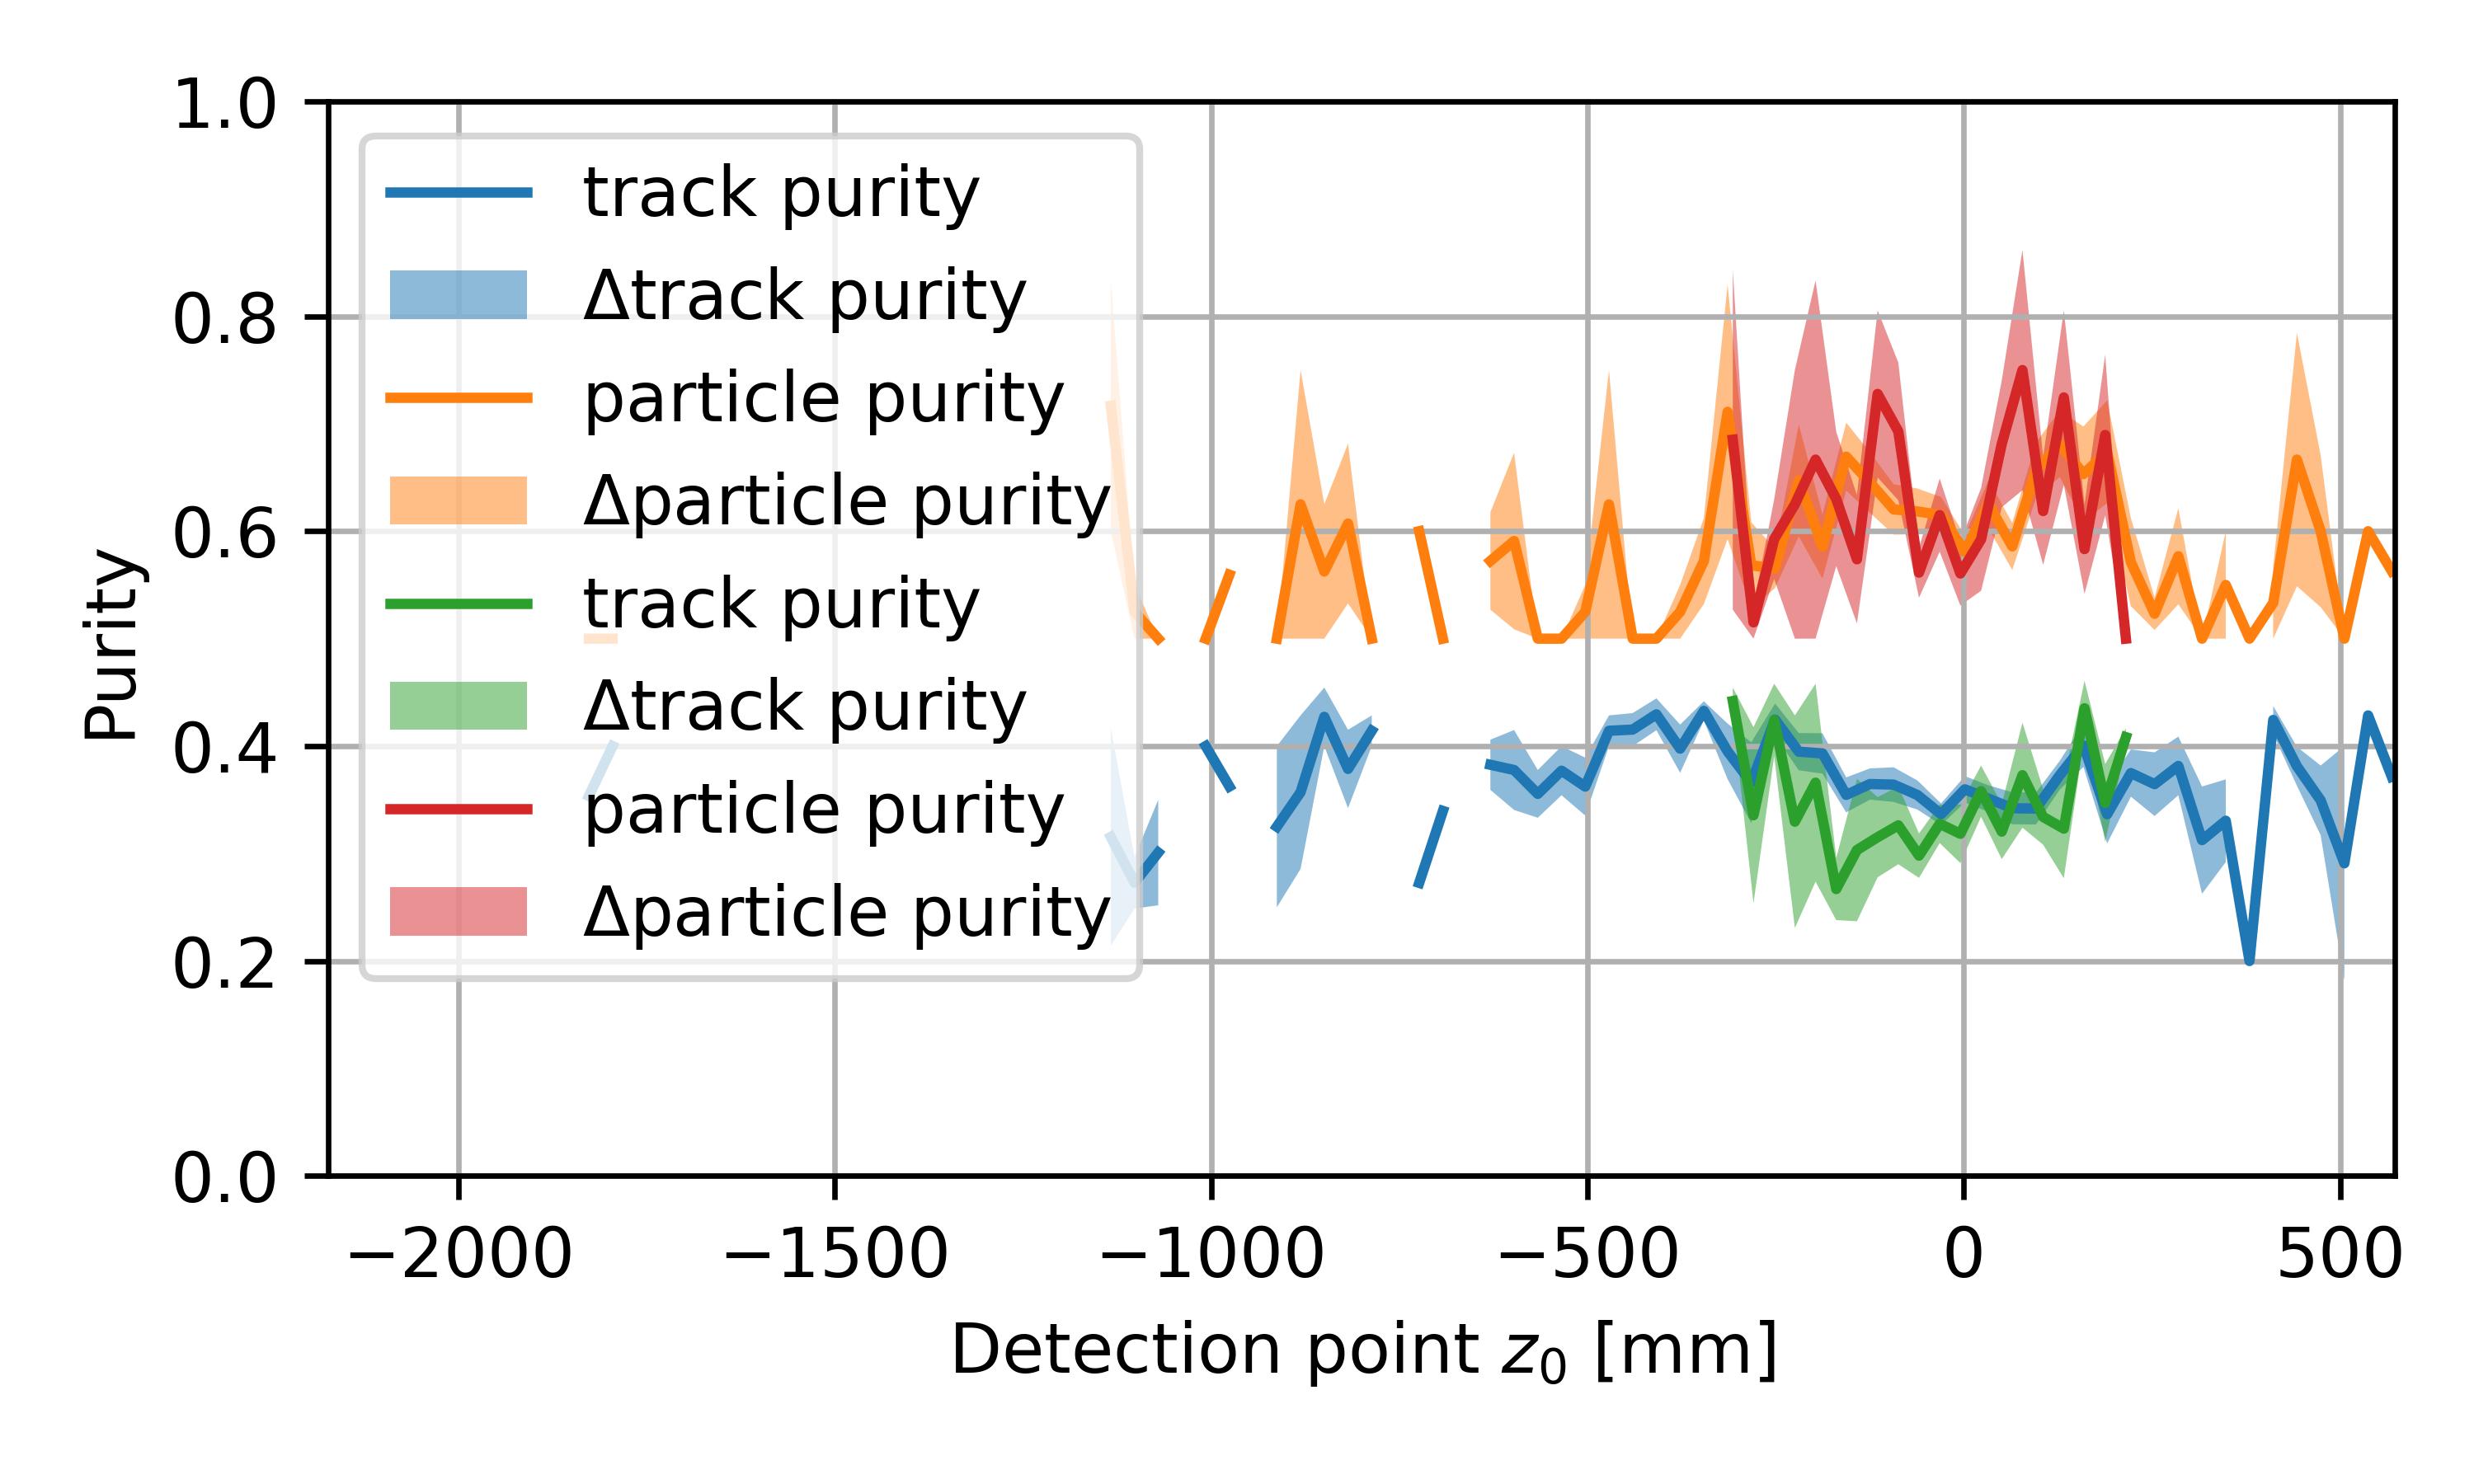 1.0
0.8
0.6
0.4
0.2
0.0
Purity
track purity
Δtrack purity
particle purity
Δparticle purity
track purity
Δtrack purity
particle purity
Δparticle purity
−2000 −1500 −1000 −500 0 500
Detection point z₀ [mm]